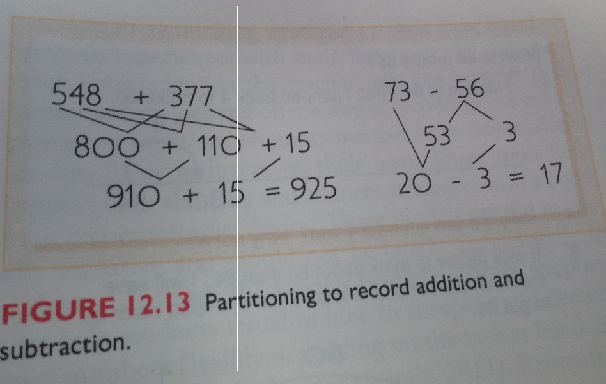 548 + 377
800 + 110 + 15
910 + 15 = 925
73 - 56
53 3
20 - 3 = 17
FIGURE 12.13 Partitioning to record addition and
subtraction.